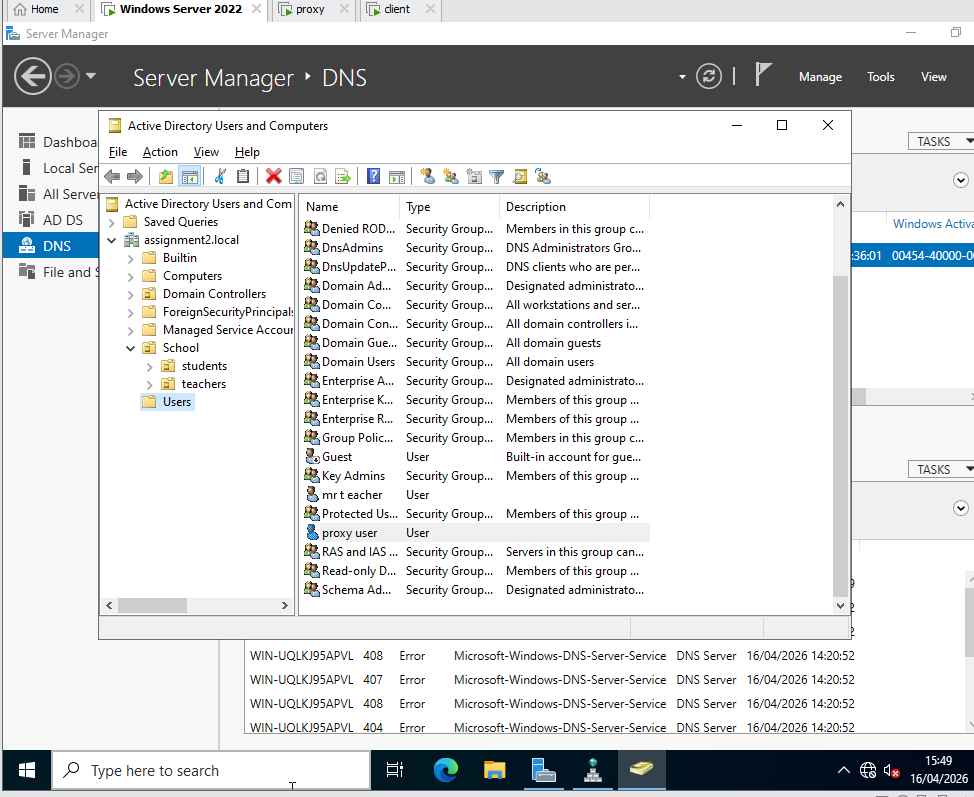 Home
Windows Server 2022
proxy
client
Server Manager
Server Manager
DNS
Manage
Tools
View
Dashboa
Local Ser
All Server
AD DS
DNS
File and S
TASKS
Windows Activa
:36:01 00454-40000-0
TASKS
Active Directory Users and Computers
File Action View Help
Active Directory Users and Com
Saved Queries
assignment2.local
Builtin
Computers
Domain Controllers
ForeignSecurityPrincipals
Managed Service Accour
School
students
teachers
Users
Name Type Description
Denied ROD... Security Group... Members in this group c...
DnsAdmins Security Group... DNS Administrators Gro...
DnsUpdateP... Security Group... DNS clients who are per...
Domain Ad... Security Group... Designated administrato...
Domain Co... Security Group... All workstations and ser...
Domain Con... Security Group... All domain controllers i...
Domain Gue... Security Group... All domain guests
Domain Users Security Group... All domain users
Enterprise A... Security Group... Designated administrato...
Enterprise K... Security Group... Members of this group ...
Enterprise R... Security Group... Members of this group ...
Group Polic... Security Group... Members in this group c...
Guest User Built-in account for gue...
Key Admins Security Group... Members of this group ...
mr t eacher User
Protected Us... Security Group... Members of this group ...
proxy user User
RAS and IAS ... Security Group... Servers in this group can...
Read-only D... Security Group... Members of this group ...
Schema Ad... Security Group... Designated administrato...
WIN-UQLKJ95APVL 408 Error Microsoft-Windows-DNS-Server-Service DNS Server 16/04/2026 14:20:52
WIN-UQLKJ95APVL 407 Error Microsoft-Windows-DNS-Server-Service DNS Server 16/04/2026 14:20:52
WIN-UQLKJ95APVL 408 Error Microsoft-Windows-DNS-Server-Service DNS Server 16/04/2026 14:20:52
WIN-UQLKJ95APVL 404 Error Microsoft-Windows-DNS-Server-Service DNS Server 16/04/2026 14:20:52
Type here to search
15:49
16/04/2026